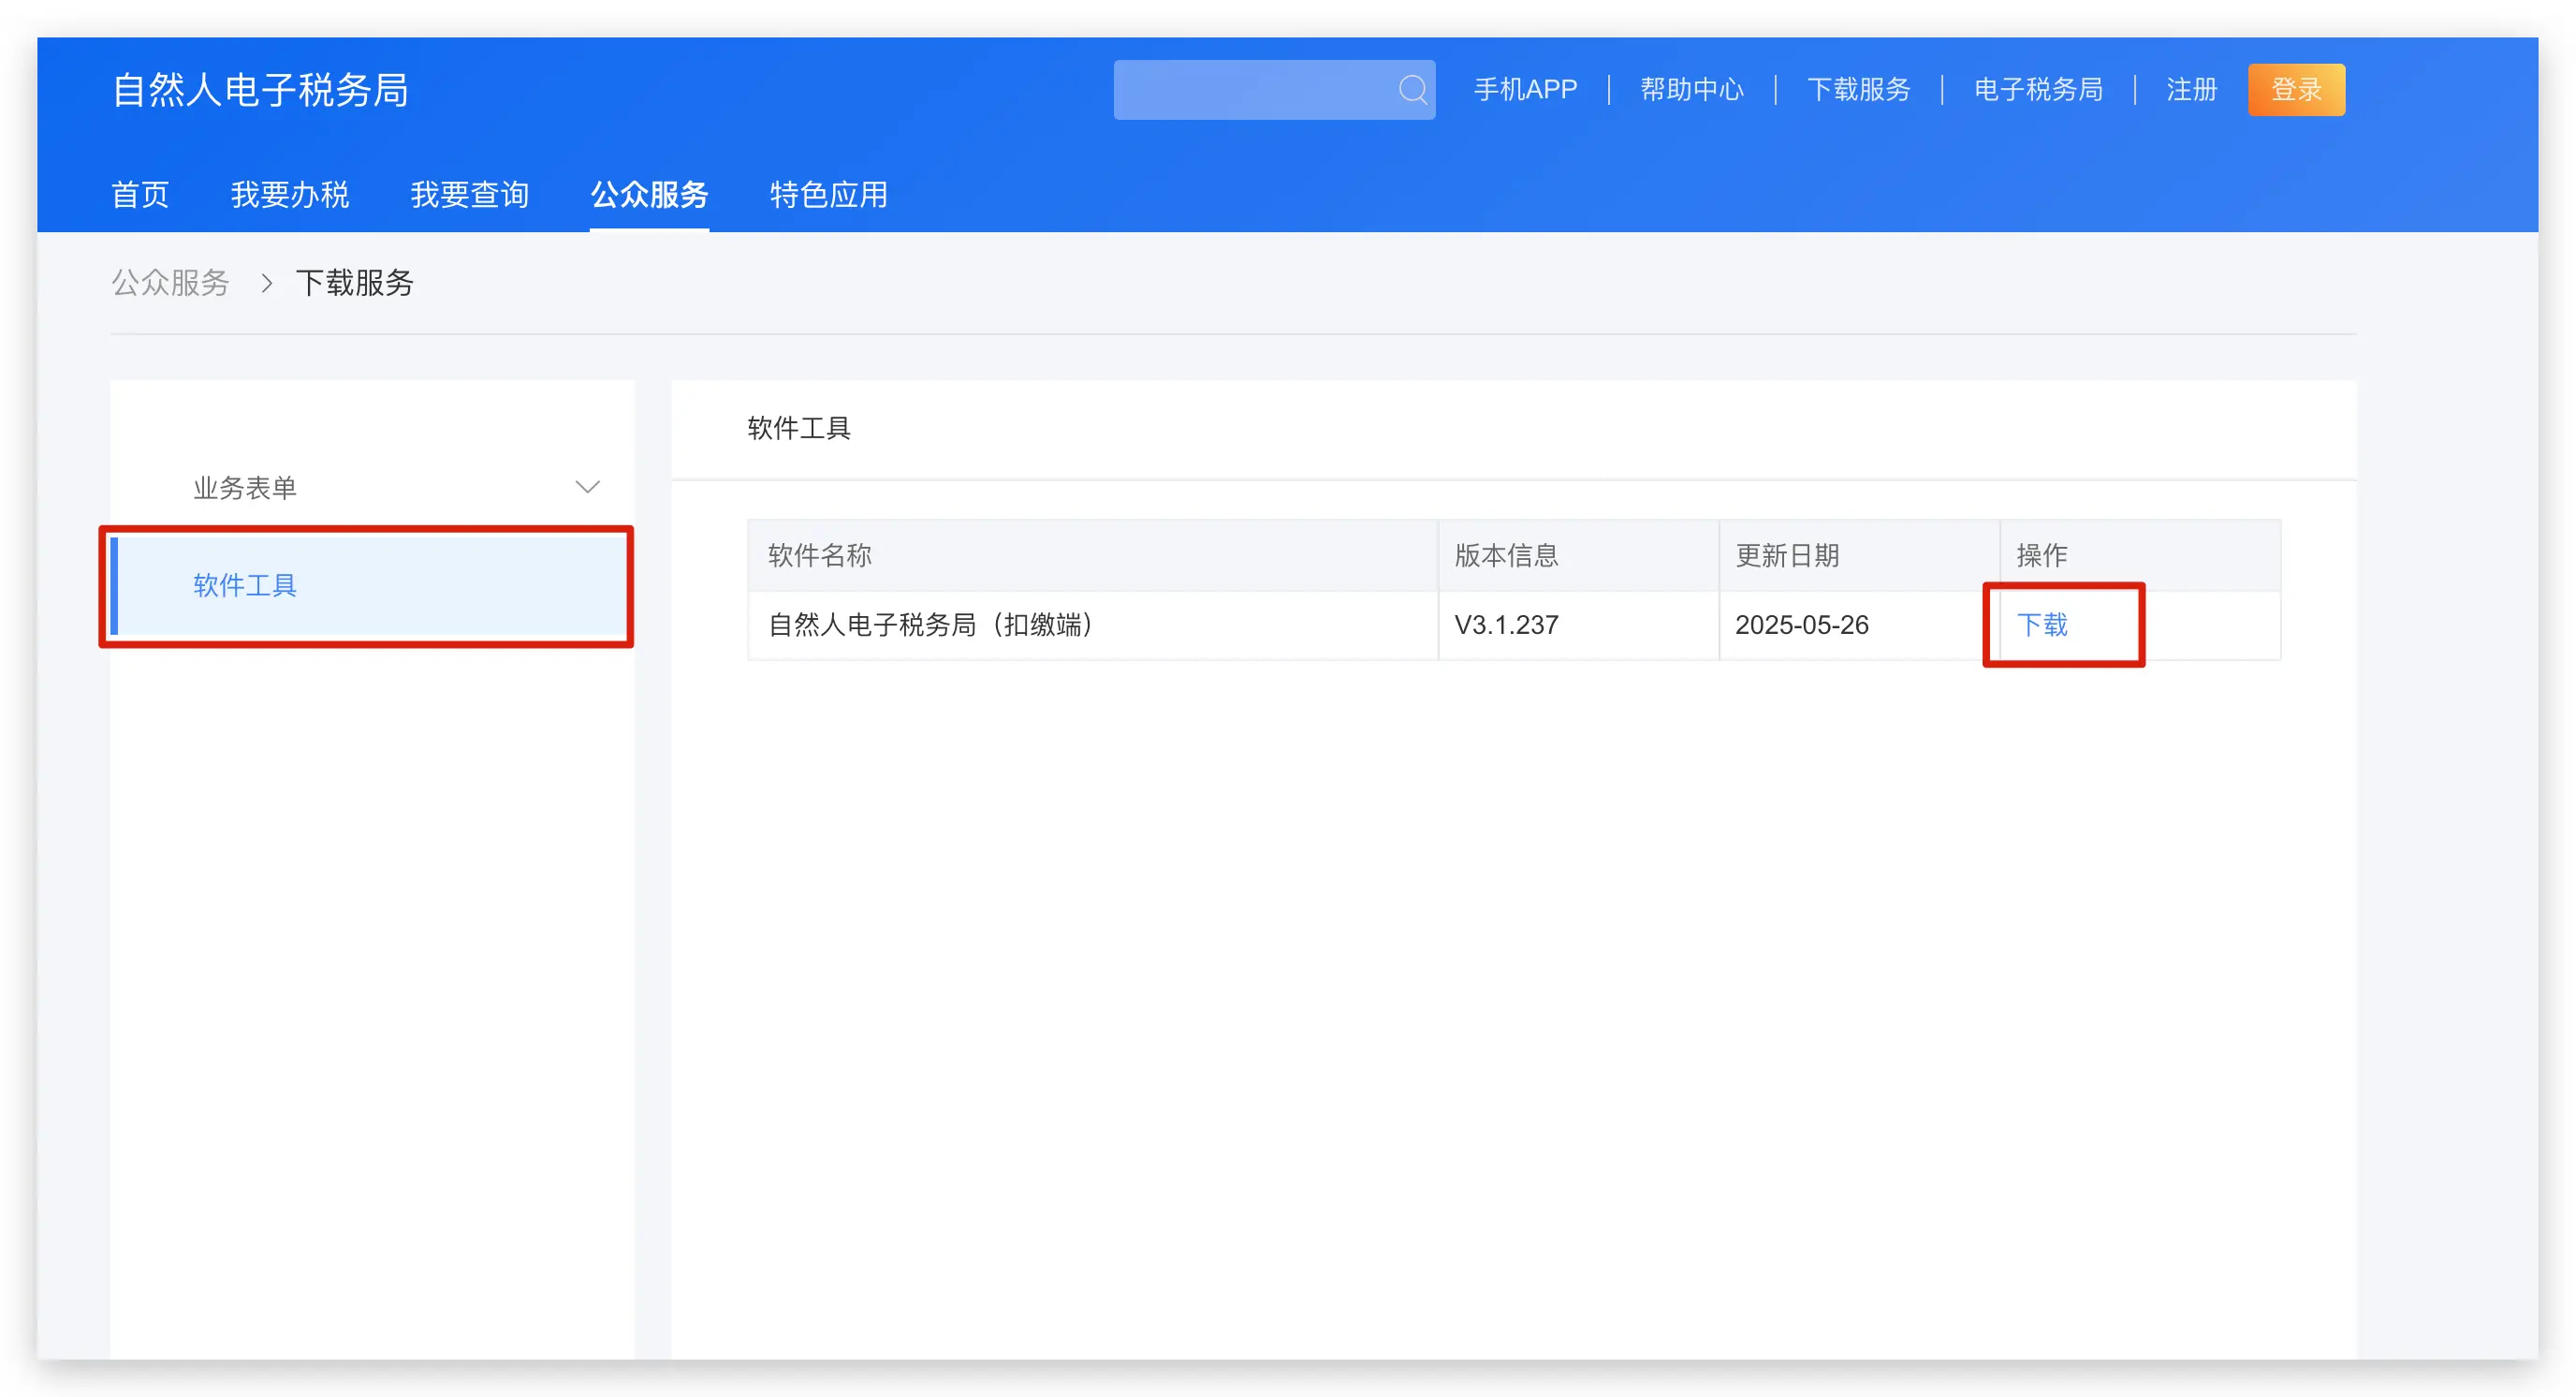 自然人电子税务局
手机APP | 帮助中心 | 下载服务 | 电子税务局 | 注册 登录
首页 我要办税 我要查询 公众服务 特色应用
公众服务 > 下载服务
业务表单
软件工具
软件工具
软件名称 版本信息 更新日期 操作
自然人电子税务局（扣缴端） V3.1.237 2025-05-26 下载